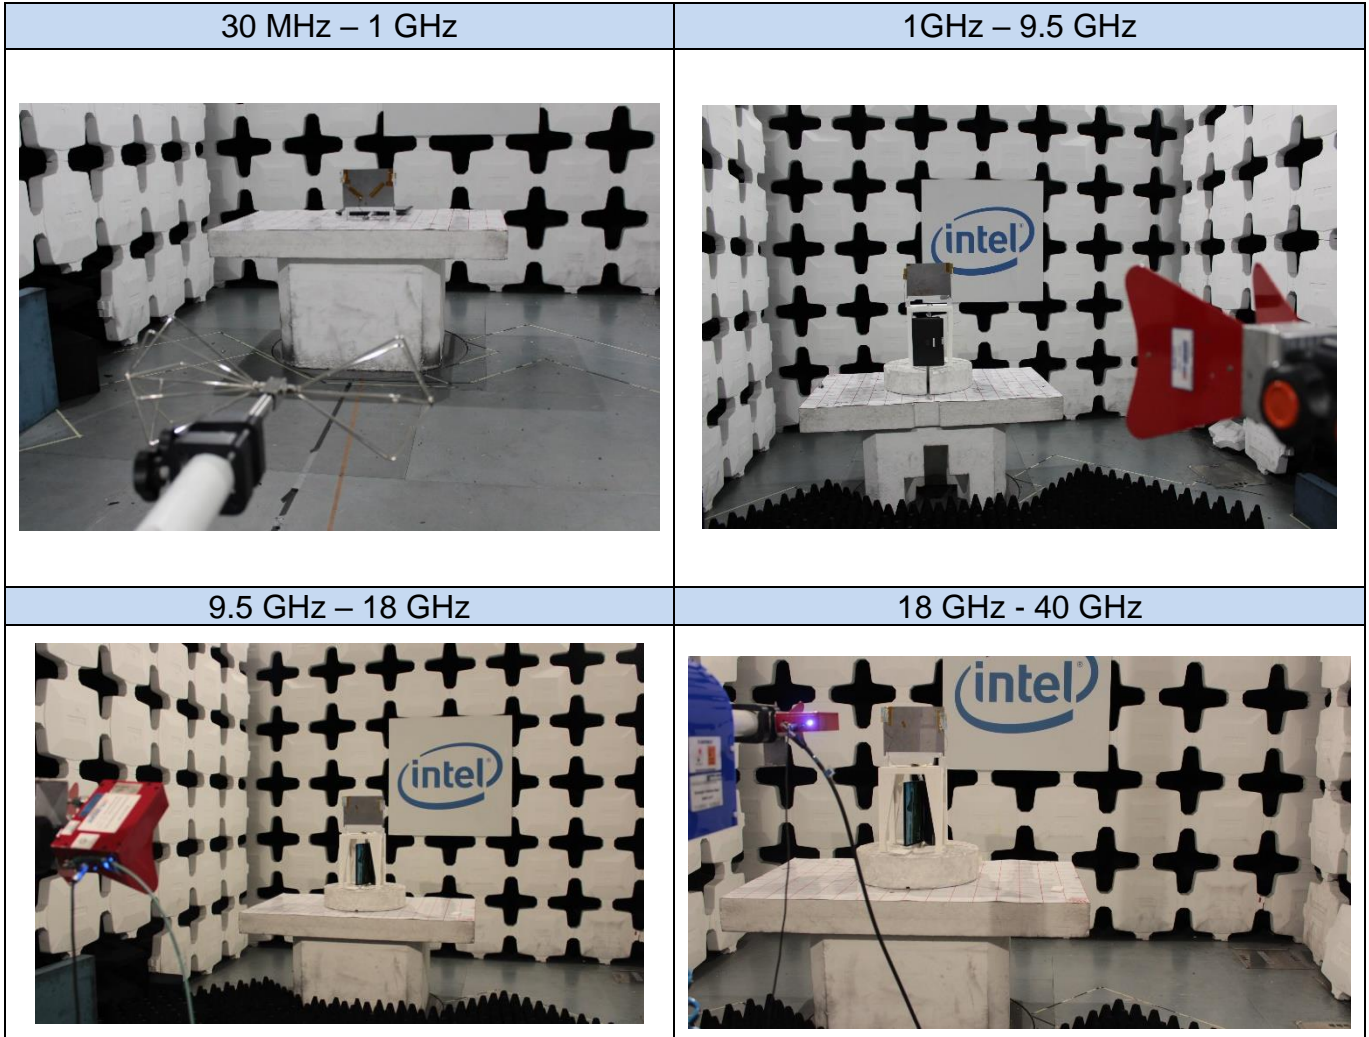 30 MHz – 1 GHz
1GHz – 9.5 GHz
intel
9.5 GHz – 18 GHz
18 GHz - 40 GHz
intel
intel